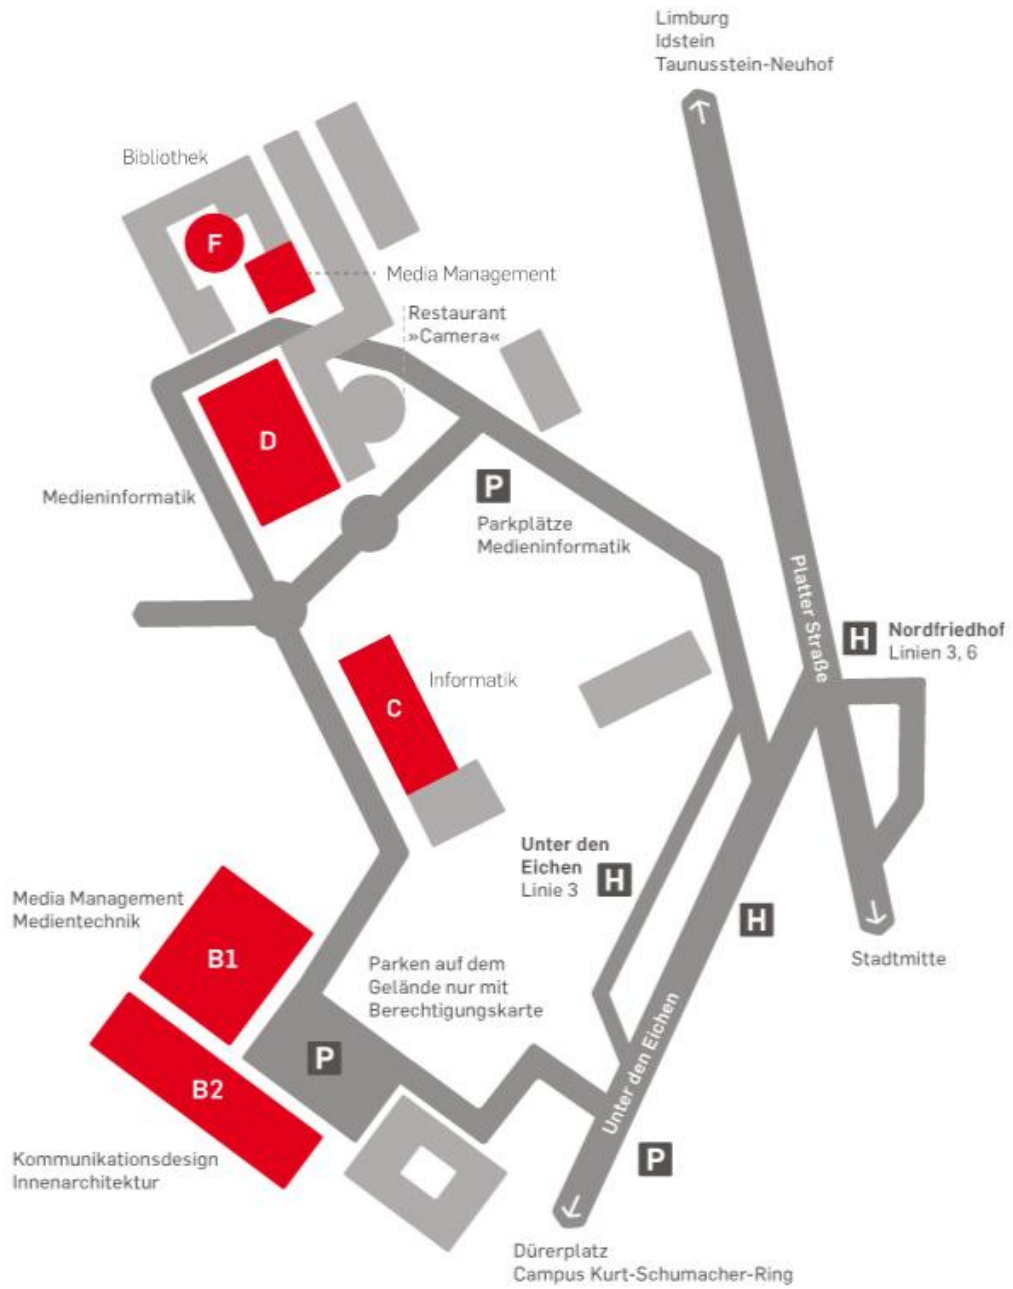 Limburg
Idstein
Taunusstein-Neuhof
Bibliothek
F
Media Management
Restaurant
»Camera«
D
Medieninformatik
P
Parkplätze
Medieninformatik
Platter Straße
H
Nordfriedhof
Linien 3, 6
Informatik
C
Unter den
Eichen
Linie 3
H
H
Media Management
Medientechnik
B1
Stadtmitte
Parken auf dem
Gelände nur mit
Berechtigungskarte
P
B2
Unter den Eichen
P
Kommunikationsdesign
Innenarchitektur
Dürerplatz
Campus Kurt-Schumacher-Ring